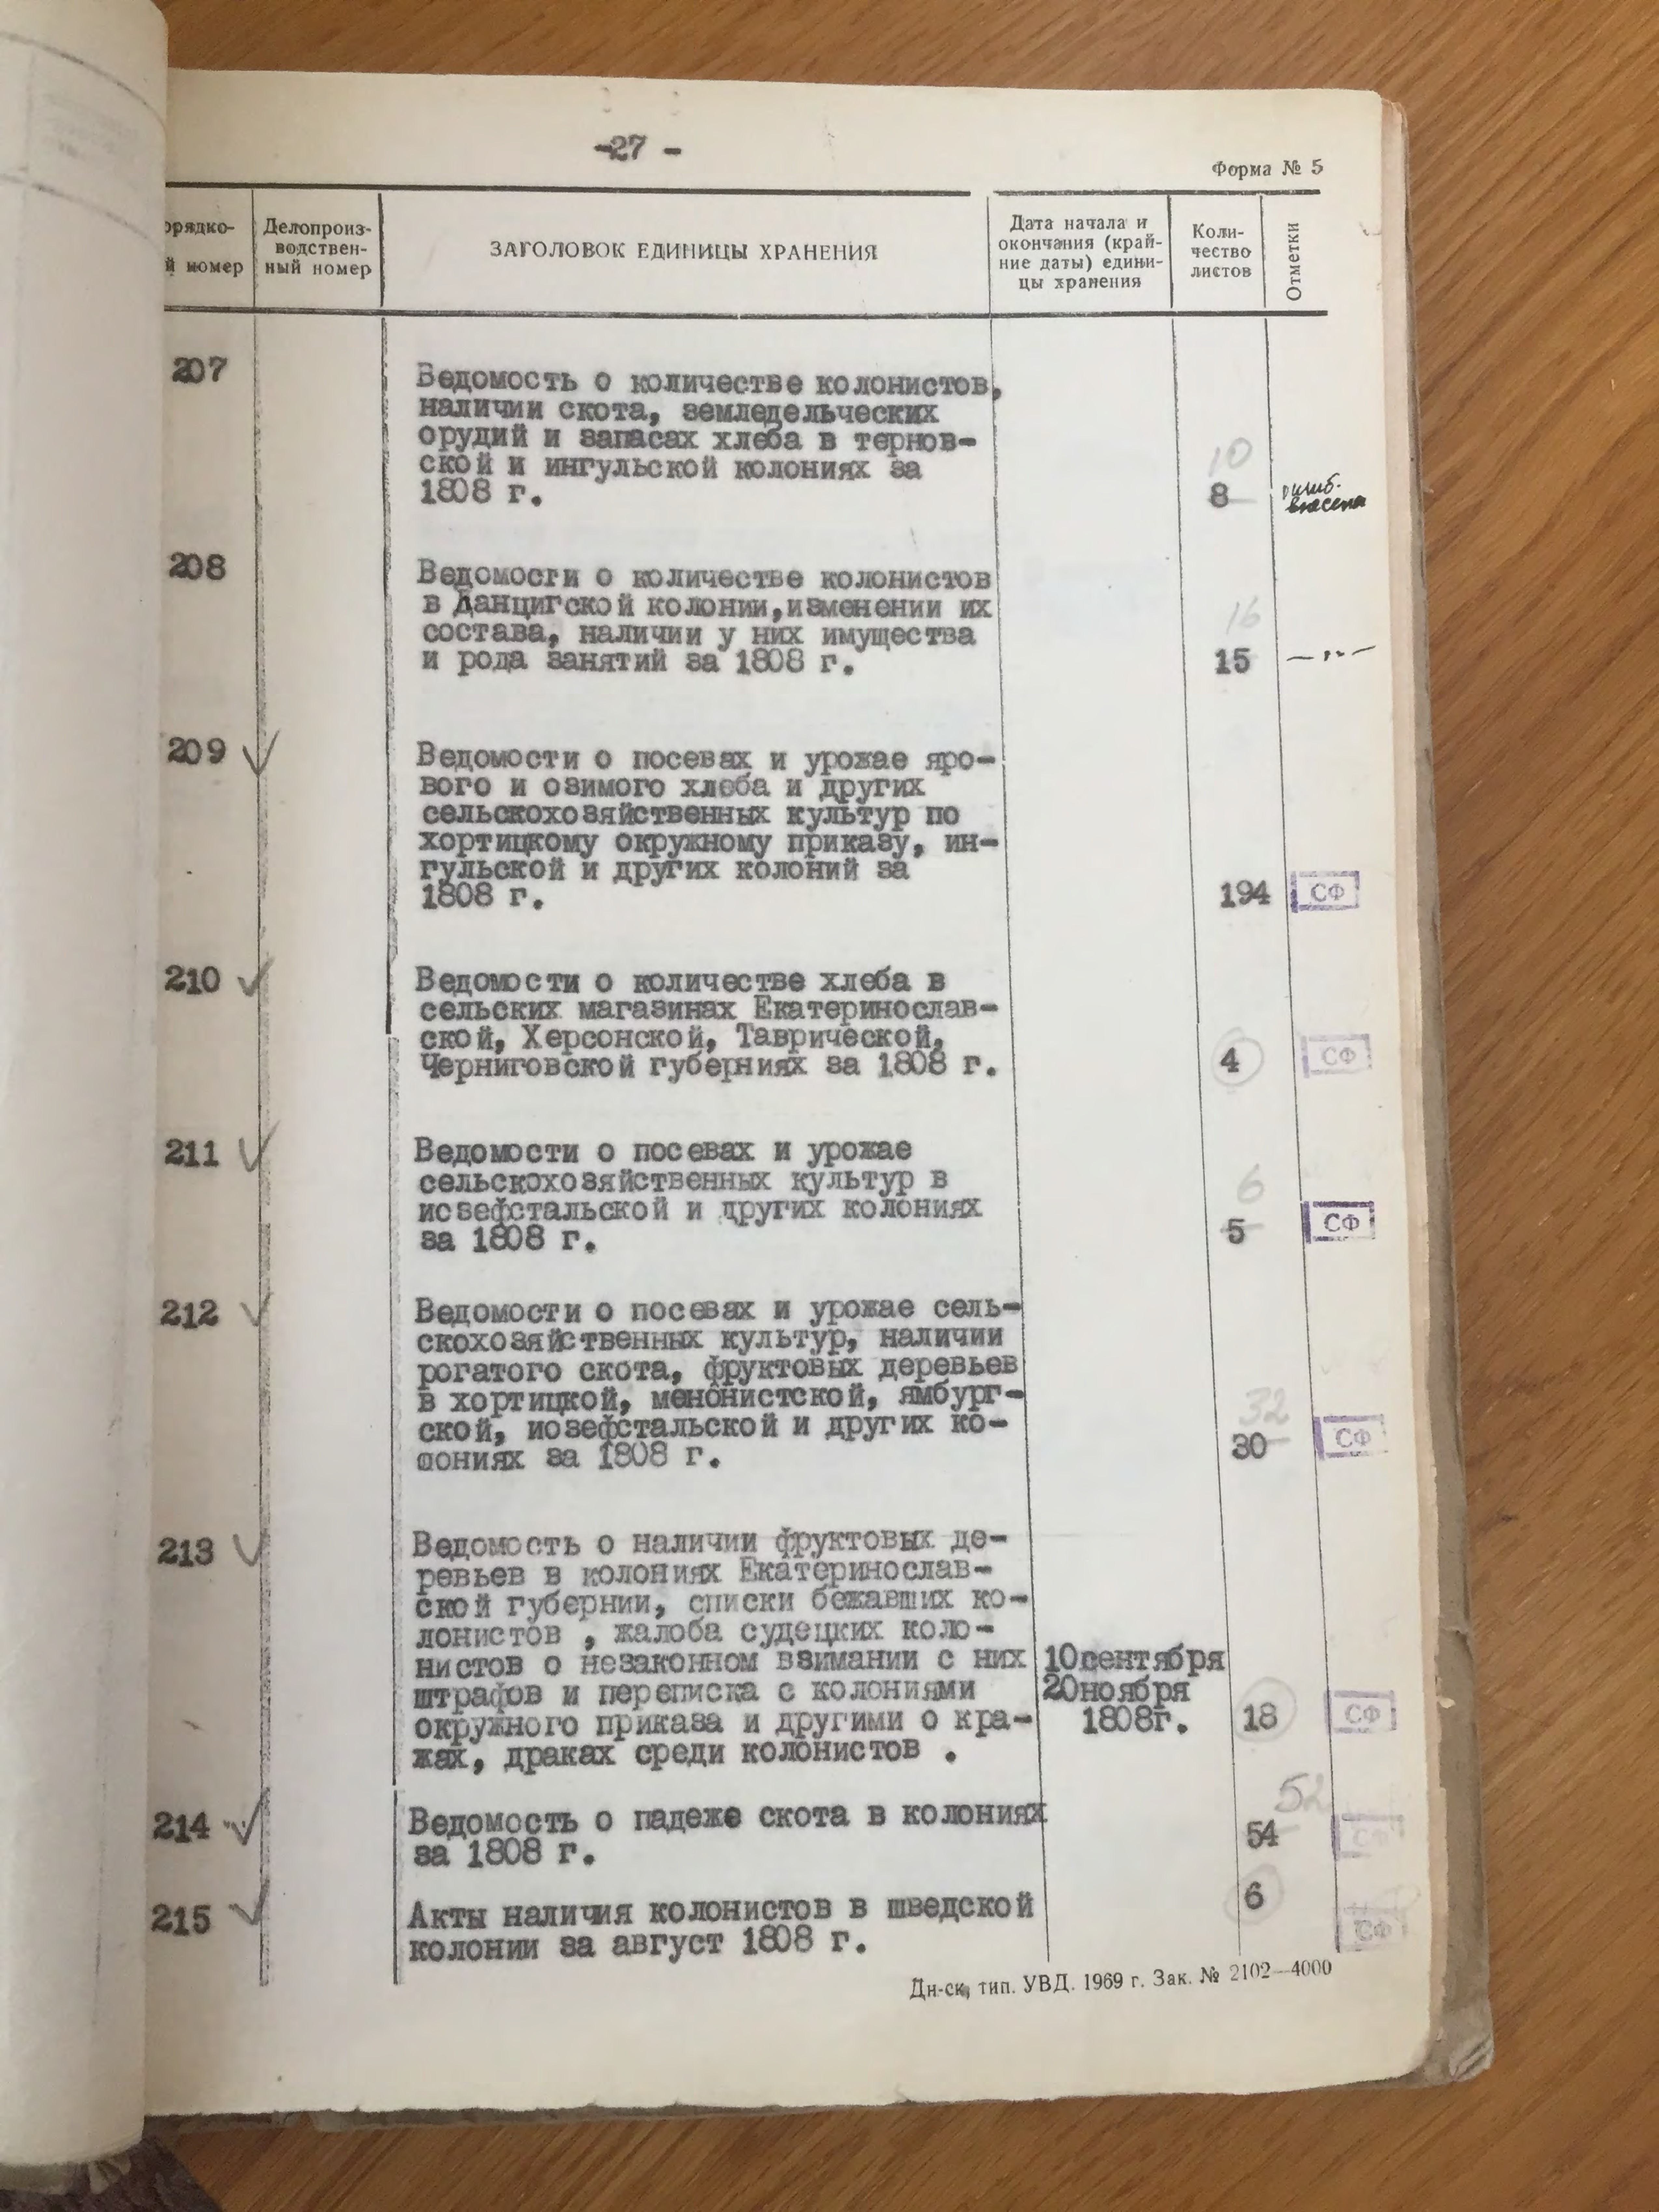 -27 -
Форма № 5
орядко-
й номер
Делопроиз-
водствен-
ный номер
ЗАГОЛОВОК ЕДИНИЦЫ ХРАНЕНИЯ
Дата начала и
окончания (край-
ние даты) едини-
цы хранения
Коли-
чество
листов
Отметки
207
Ведомость о количестве колонистов,
наличии скота, земледельческих
орудий и запасах хлеба в тернов-
ской и ингульской колониях за
1808 г.
10
8
208
Ведомости о количестве колонистов
в Данцигской колонии,изменении их
состава, наличии у них имущества
и рода занятий за 1808 г.
16
15
209
Ведомости о посевах и урожае яро-
вого и озимого хлеба и других
сельскохозяйственных культур по
хортицкому окружному приказу, ин-
гульской и других колоний за
1808 г.
194
СФ
210
Ведомости о количестве хлеба в
сельских магазинах Екатеринослав-
ской, Херсонской, Таврической,
Черниговской губерниях за 1808 г.
4
СФ
211
Ведомости о посевах и урожае
сельскохозяйственных культур в
иозефстальской и других колониях
за 1808 г.
6
5
СФ
212
Ведомости о посевах и урожае сель-
скохозяйственных культур, наличии
рогатого скота, фруктовых деревьев
в хортицкой, менонистской, ямбург-
ской, иозефстальской и других ко-
шониях за 1808 г.
32
30
СФ
213
Ведомость о наличии фруктовых де-
ревьев в колониях Екатеринослав-
ской губернии, списки бежавших ко-
лонистов , жалоба судецких коло-
нистов о незаконном взимании с них
штрафов и переписка с колониями
окружного приказа и другими о кра-
жах, драках среди колонистов .
10сентября
20ноября
1808г.
18
СФ
214
Ведомость о падеже скота в колониях
за 1808 г.
52
54
СФ
215
Акты наличия колонистов в шведской
колонии за август 1808 г.
6
СФ
Дн-ск, тип. УВД. 1969 г. Зак. № 2102—4000